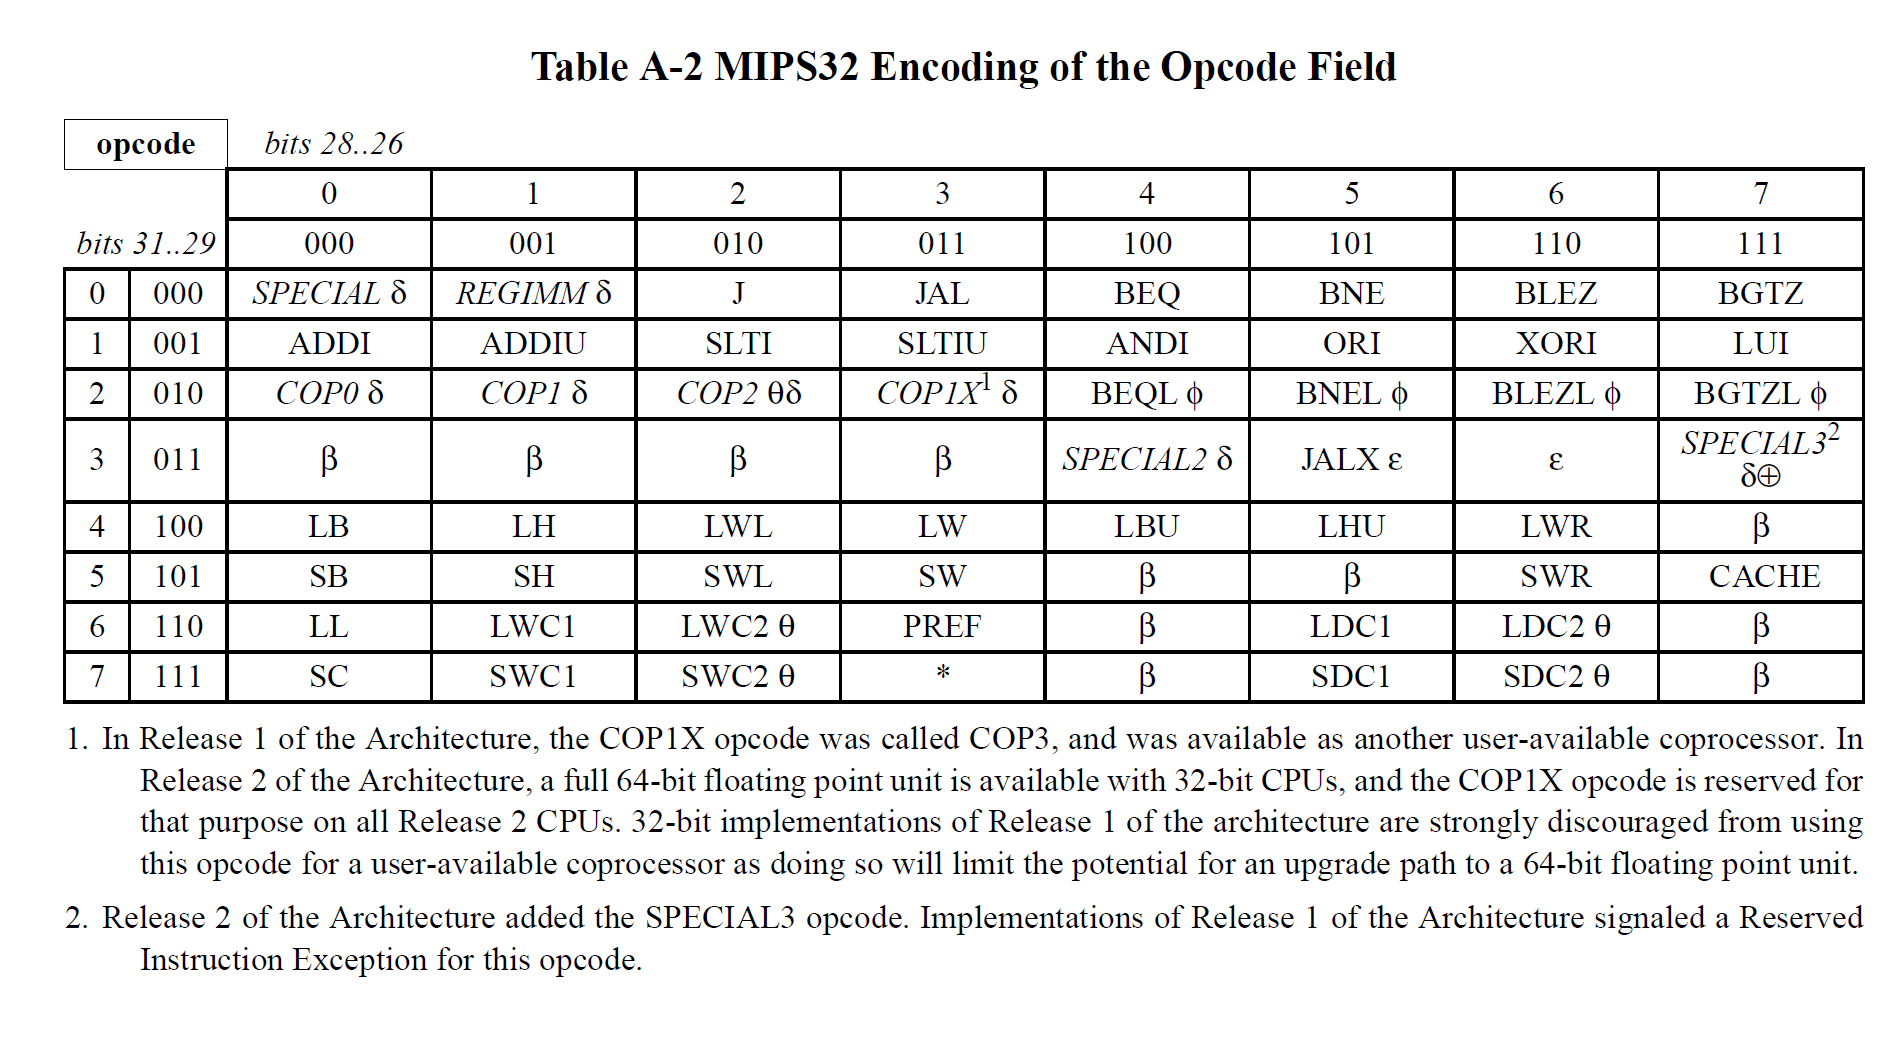 Table A-2 MIPS32 Encoding of the Opcode Field
opcode bits 28..26
0 1 2 3 4 5 6 7
bits 31..29 000 001 010 011 100 101 110 111
0 000 SPECIAL δ REGIMM δ J JAL BEQ BNE BLEZ BGTZ
1 001 ADDI ADDIU SLTI SLTIU ANDI ORI XORI LUI
2 010 COP0 δ COP1 δ COP2 θδ COP1X¹ δ BEQL ϕ BNEL ϕ BLEZL ϕ BGTZL ϕ
3 011 β β β β SPECIAL2 δ JALX ε ε SPECIAL3² δ⊕
4 100 LB LH LWL LW LBU LHU LWR β
5 101 SB SH SWL SW β β SWR CACHE
6 110 LL LWC1 LWC2 θ PREF β LDC1 LDC2 θ β
7 111 SC SWC1 SWC2 θ * β SDC1 SDC2 θ β
1. In Release 1 of the Architecture, the COP1X opcode was called COP3, and was available as another user-available coprocessor. In
Release 2 of the Architecture, a full 64-bit floating point unit is available with 32-bit CPUs, and the COP1X opcode is reserved for
that purpose on all Release 2 CPUs. 32-bit implementations of Release 1 of the architecture are strongly discouraged from using
this opcode for a user-available coprocessor as doing so will limit the potential for an upgrade path to a 64-bit floating point unit.
2. Release 2 of the Architecture added the SPECIAL3 opcode. Implementations of Release 1 of the Architecture signaled a Reserved
Instruction Exception for this opcode.